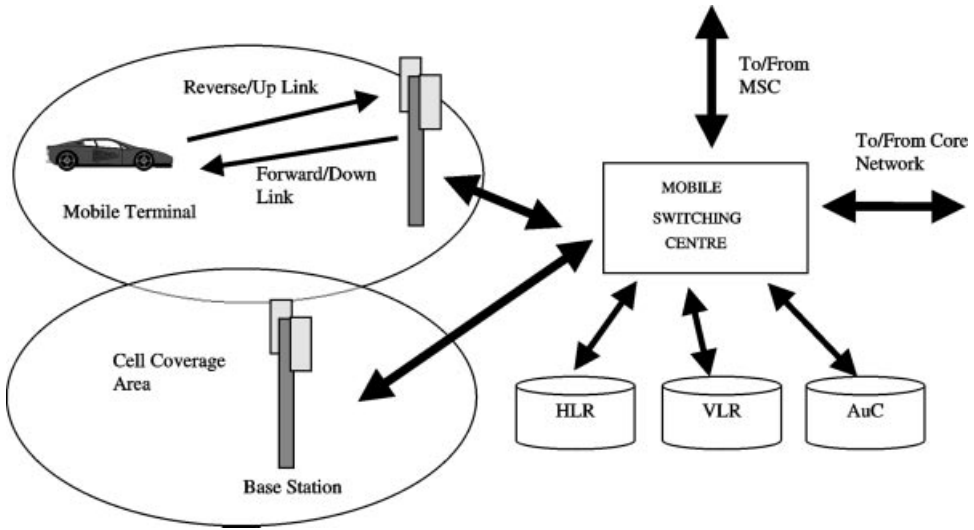 Reverse/Up Link
Forward/Down
Link
Mobile Terminal
Cell Coverage
Area
Base Station
To/From
MSC
To/From Core
Network
MOBILE
SWITCHING
CENTRE
HLR
VLR
AuC